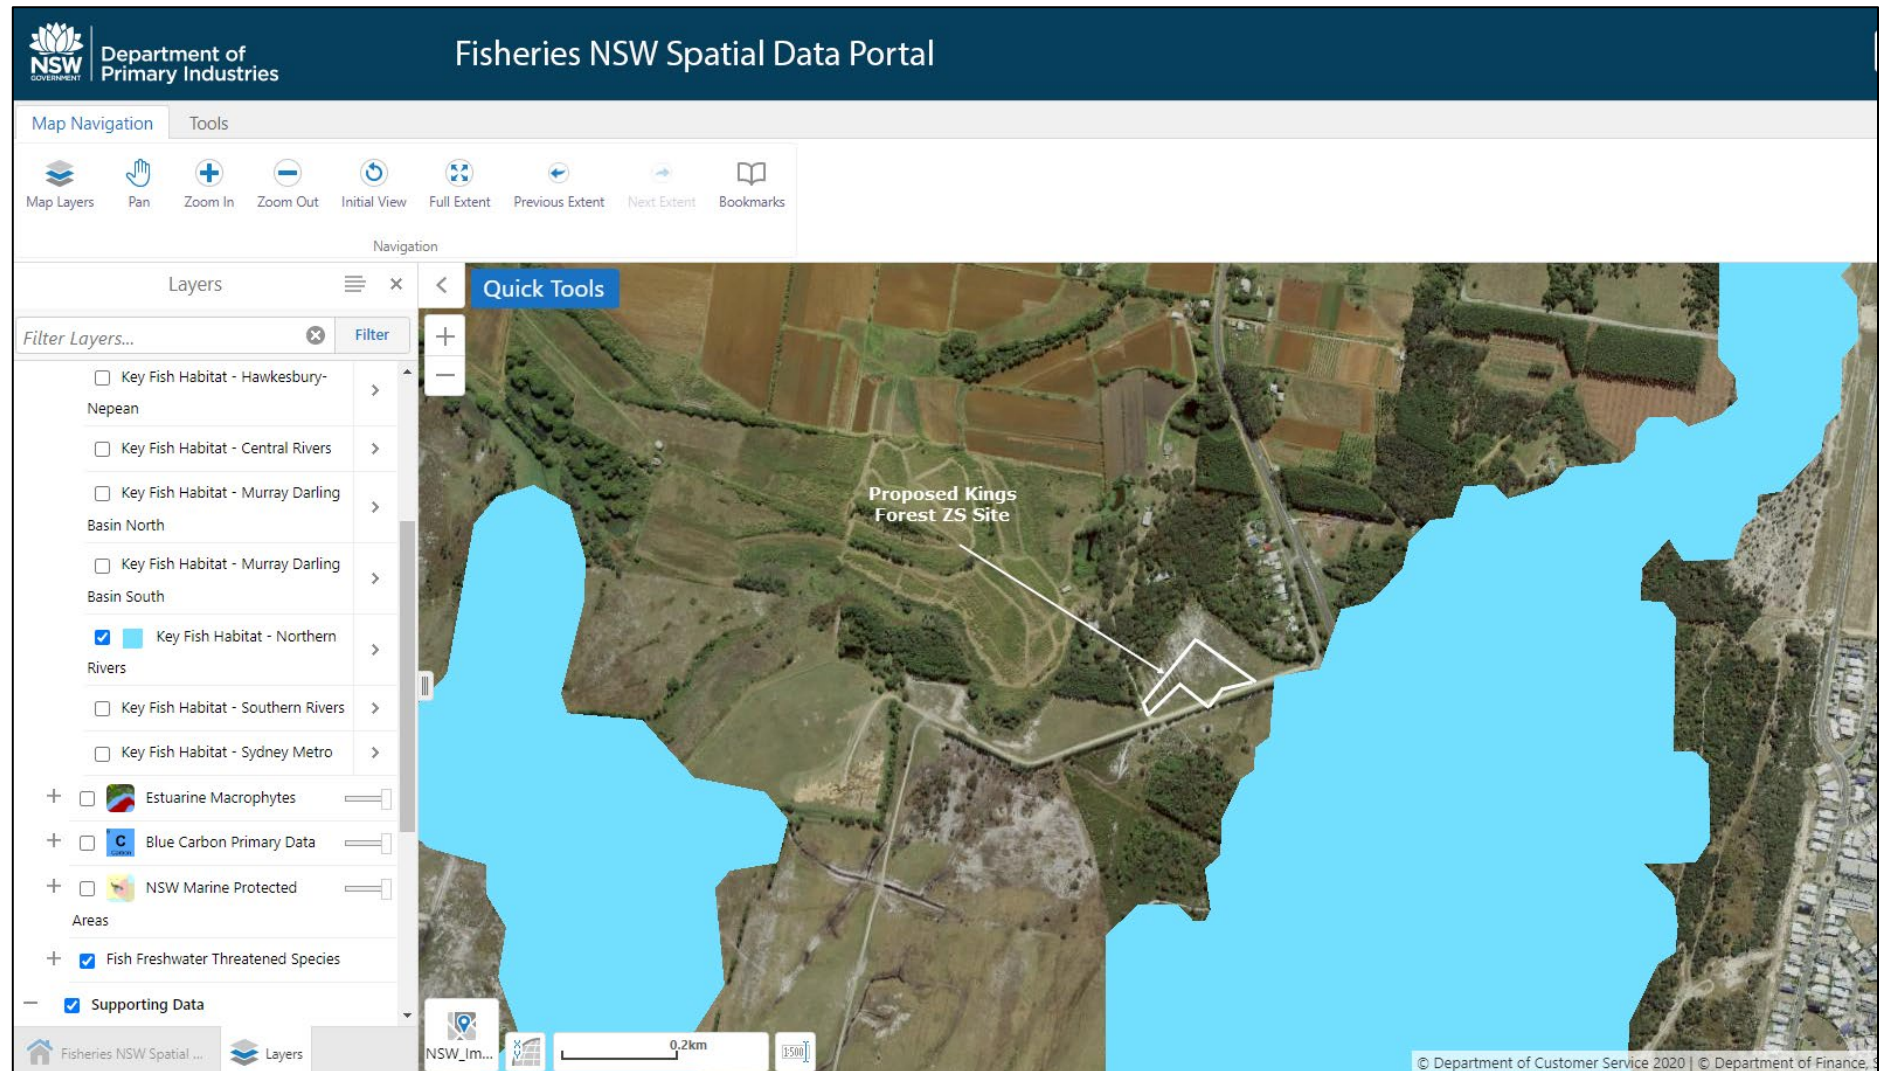 NSW
GOVERNMENT
Department of
Primary Industries
Fisheries NSW Spatial Data Portal
Map Navigation
Tools
Map Layers
Pan
Zoom In
Zoom Out
Initial View
Full Extent
Previous Extent
Next Extent
Bookmarks
Navigation
Layers
Quick Tools
Filter Layers...
Filter
Key Fish Habitat - Hawkesbury-
Nepean
Key Fish Habitat - Central Rivers
Key Fish Habitat - Murray Darling
Basin North
Key Fish Habitat - Murray Darling
Basin South
Key Fish Habitat - Northern
Rivers
Key Fish Habitat - Southern Rivers
Key Fish Habitat - Sydney Metro
Estuarine Macrophytes
C
Blue Carbon Primary Data
NSW Marine Protected
Areas
Fish Freshwater Threatened Species
Supporting Data
Fisheries NSW Spatial ...
Layers
Proposed Kings
Forest ZS Site
NSW_Im...
X
Y
0.2km
1:500
© Department of Customer Service 2020 | © Department of Finance,